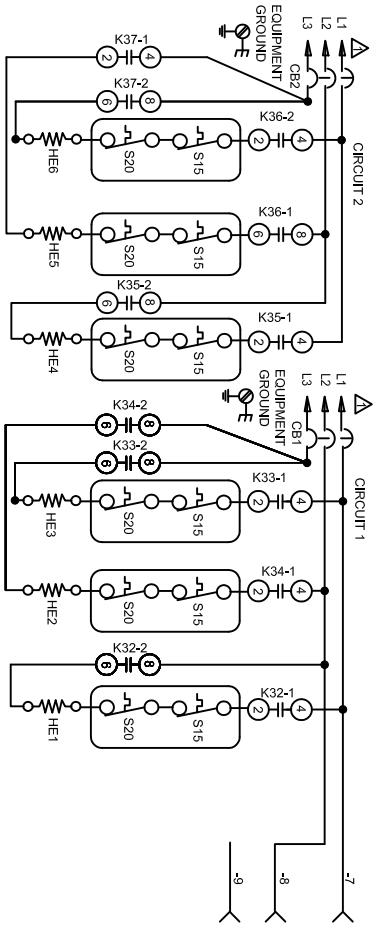 1
L1
L2
L3
CB2
EQUIPMENT
GROUND
CIRCUIT 2
K37-1
2
4
K37-2
6
8
K36-2
HE6
S20
S15
2
4
K36-1
HE5
S20
S15
6
8
K35-2
6
8
K35-1
HE4
S20
S15
2
4
1
L1
L2
L3
CB1
EQUIPMENT
GROUND
CIRCUIT 1
K34-2
6
8
K33-2
6
8
K33-1
HE3
S20
S15
2
4
K34-1
HE2
S20
S15
2
4
K32-2
6
8
K32-1
HE1
S20
S15
2
4
-7
-8
-9